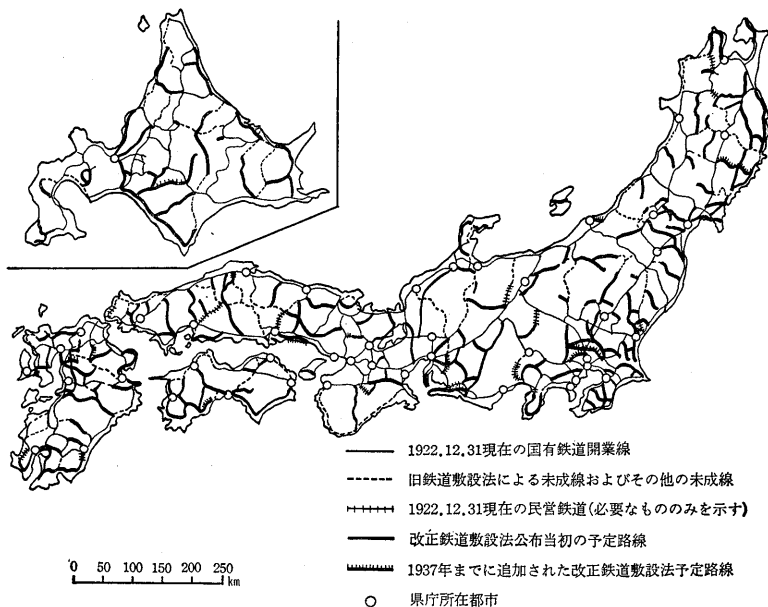 1922.12.31現在の国有鉄道開業線
旧鉄道敷設法による未成線およびその他の未成線
1922.12.31現在の民営鉄道(必要なもののみを示す)
改正鉄道敷設法公布当初の予定路線
1937年までに追加された改正鉄道敷設法予定路線
県庁所在都市
0 50 100 150 200 250
km